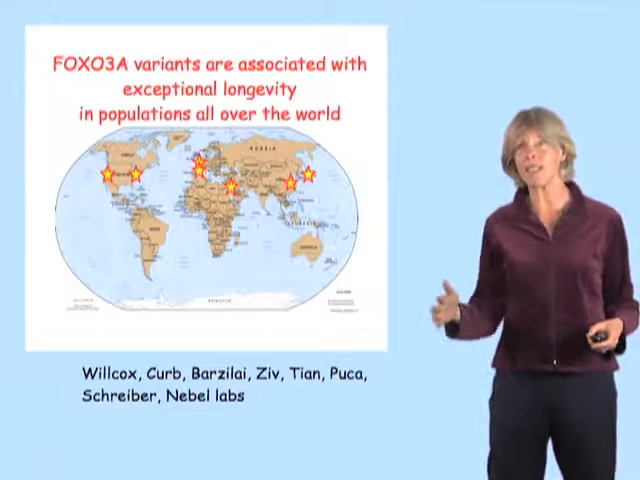 FOXO3A variants are associated with
exceptional longevity
in populations all over the world
RUSSIA
Willcox, Curb, Barzilai, Ziv, Tian, Puca,
Schreiber, Nebel labs